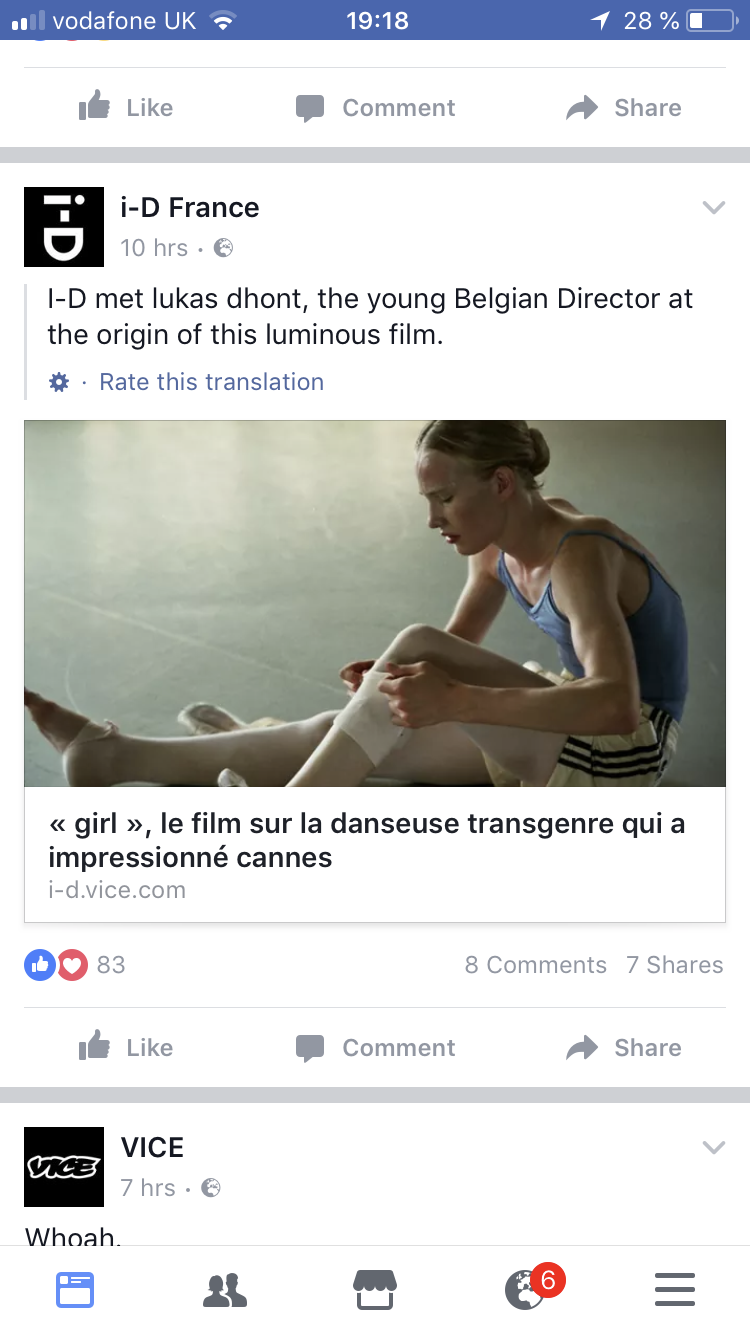 vodafone UK 19:18 28 %
Like Comment Share
i-D
i-D France
10 hrs ·
I-D met lukas dhont, the young Belgian Director at
the origin of this luminous film.
· Rate this translation
« girl », le film sur la danseuse transgenre qui a
impressionné cannes
i-d.vice.com
83 8 Comments 7 Shares
Like Comment Share
VICE
VICE
7 hrs ·
Whoah.
6